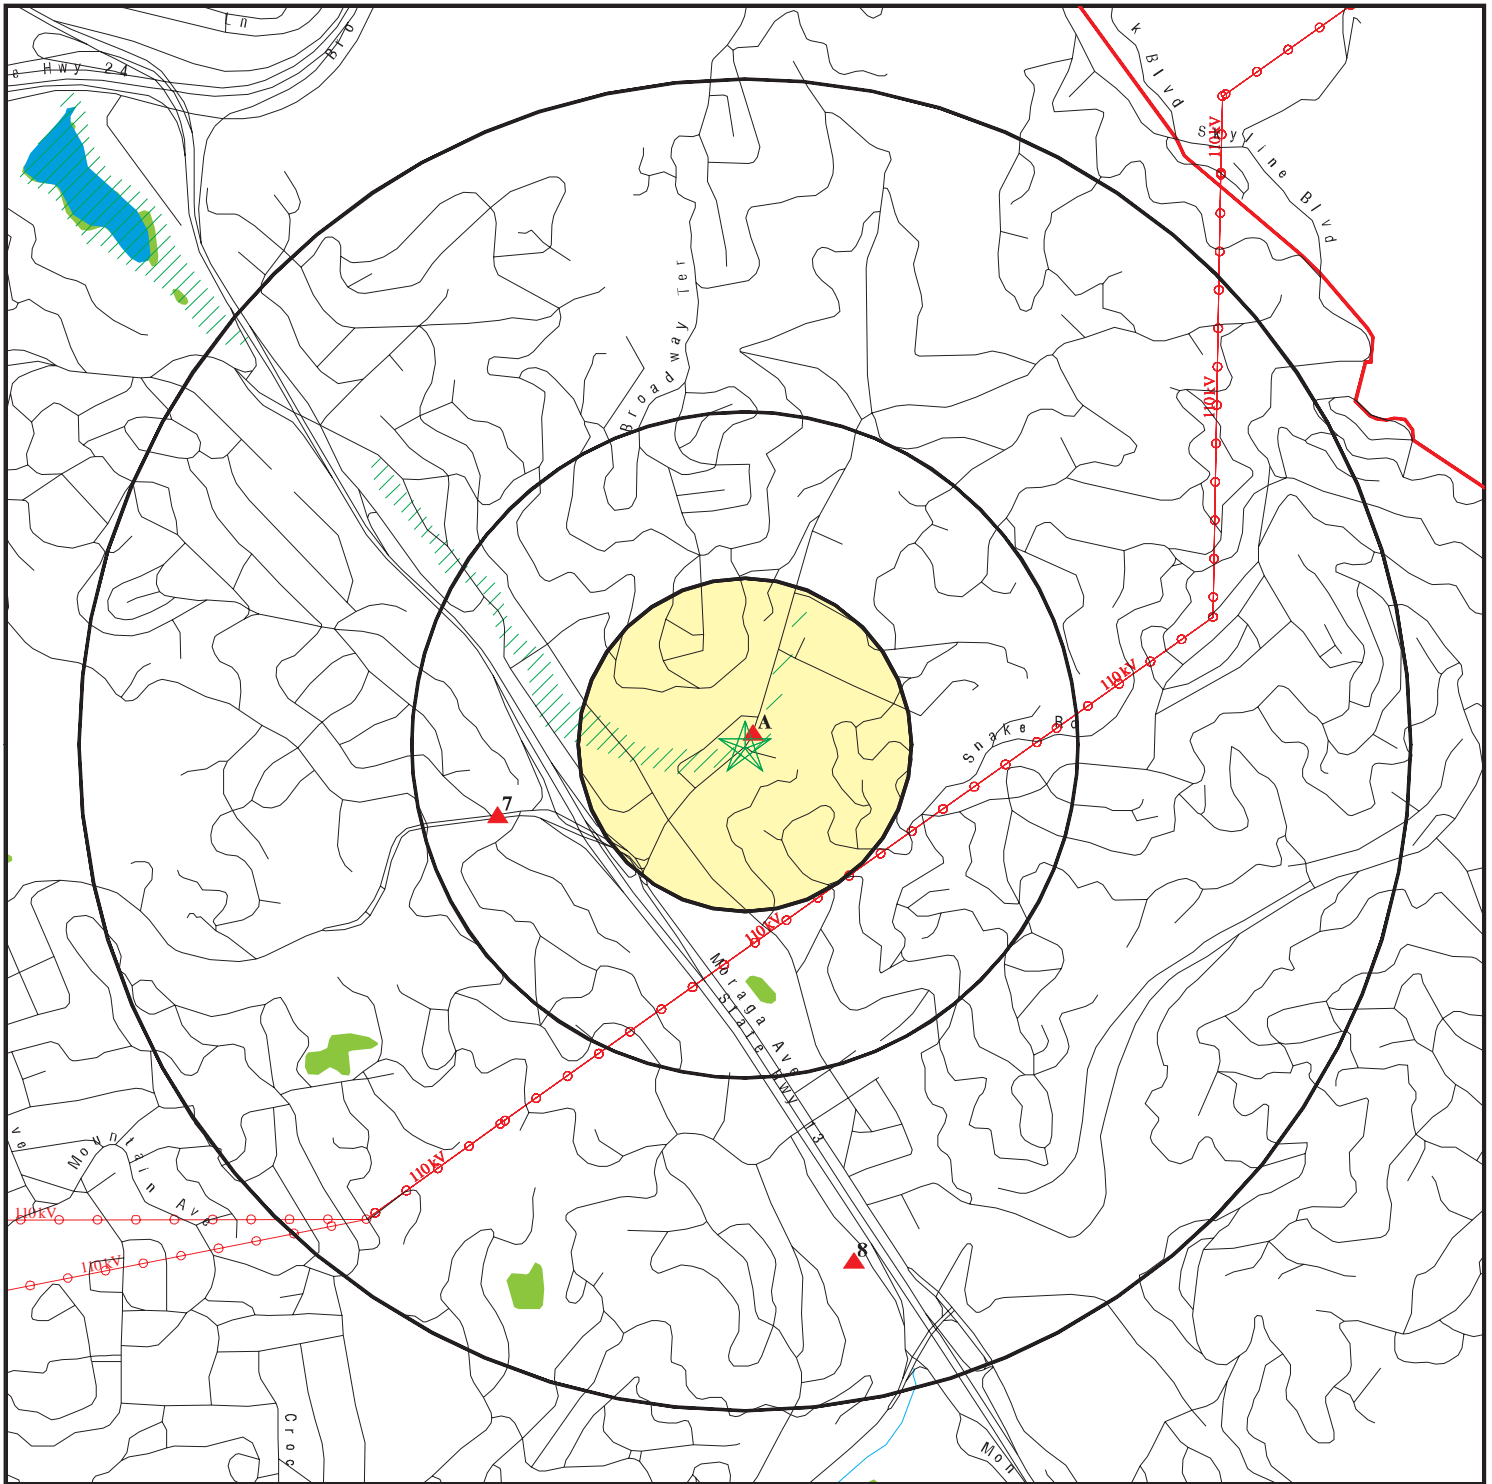 Ln
Bro
e Hwy 24
k Blvd
110kV
Skyline Blvd
Broadway Ter
110kV
110kV
A
Snake Rd
7
110kV
Moraga Ave
State Hwy 13
ve
Mountain Ave
110kV
110kV
110kV
8
Croc
Mon